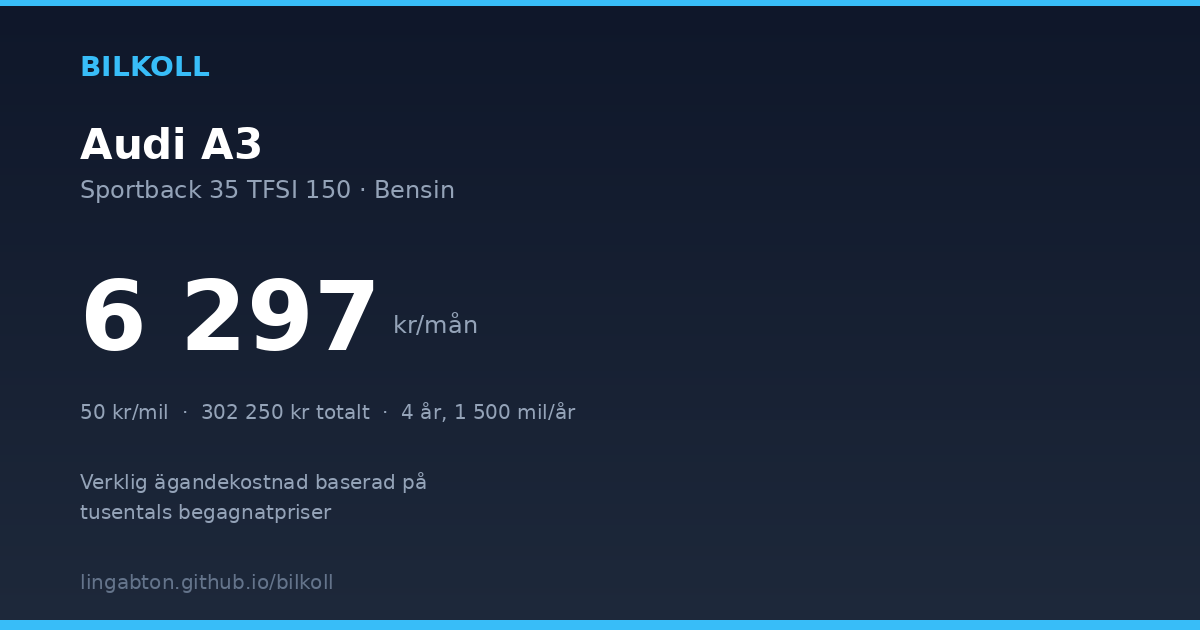 BILKOLL
Audi A3
Sportback 35 TFSI 150 · Bensin
6 297 kr/mån
50 kr/mil · 302 250 kr totalt · 4 år, 1 500 mil/år
Verklig ägandekostnad baserad på
tusentals begagnatpriser
lingabton.github.io/bilkoll